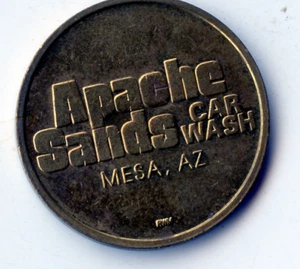 Apache
Sands CAR
WASH
MESA, AZ